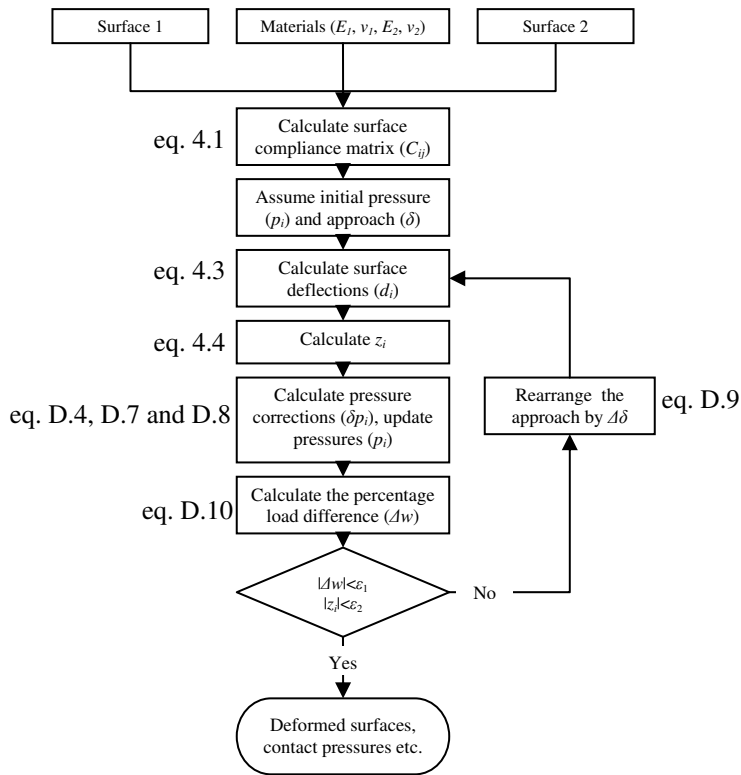 Surface 1
Materials (E1, v1, E2, v2)
Surface 2
eq. 4.1
Calculate surface
compliance matrix (Cij)
Assume initial pressure
(pi) and approach (δ)
eq. 4.3
Calculate surface
deflections (di)
eq. 4.4
Calculate zi
eq. D.4, D.7 and D.8
Calculate pressure
corrections (δpi), update
pressures (pi)
Rearrange the
approach by Δδ
eq. D.9
eq. D.10
Calculate the percentage
load difference (Δw)
|Δw|<ε1
|zi|<ε2
No
Yes
Deformed surfaces,
contact pressures etc.